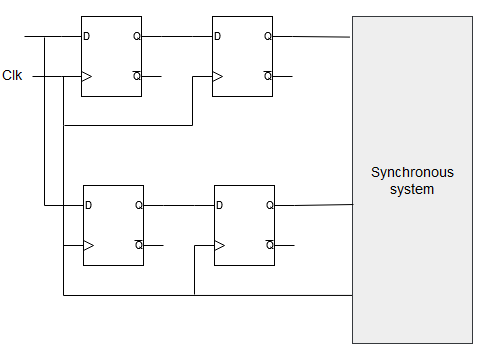 D Q D Q
Clk Q̅ Q̅
Synchronous
system
D Q D Q
Q̅ Q̅